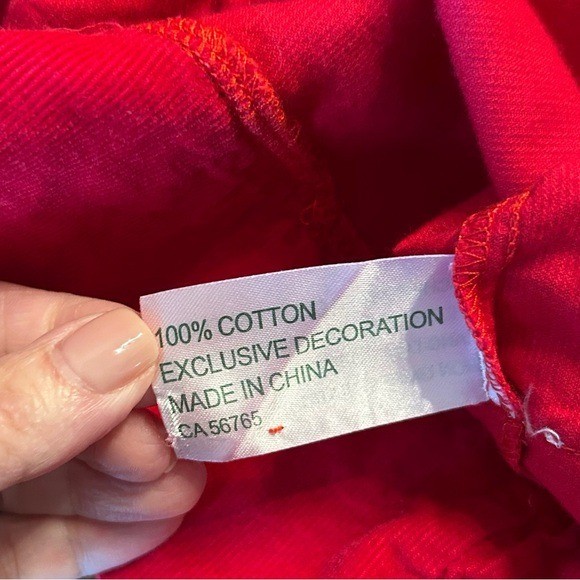 100% COTTON
EXCLUSIVE DECORATION
MADE IN CHINA
CA 56765